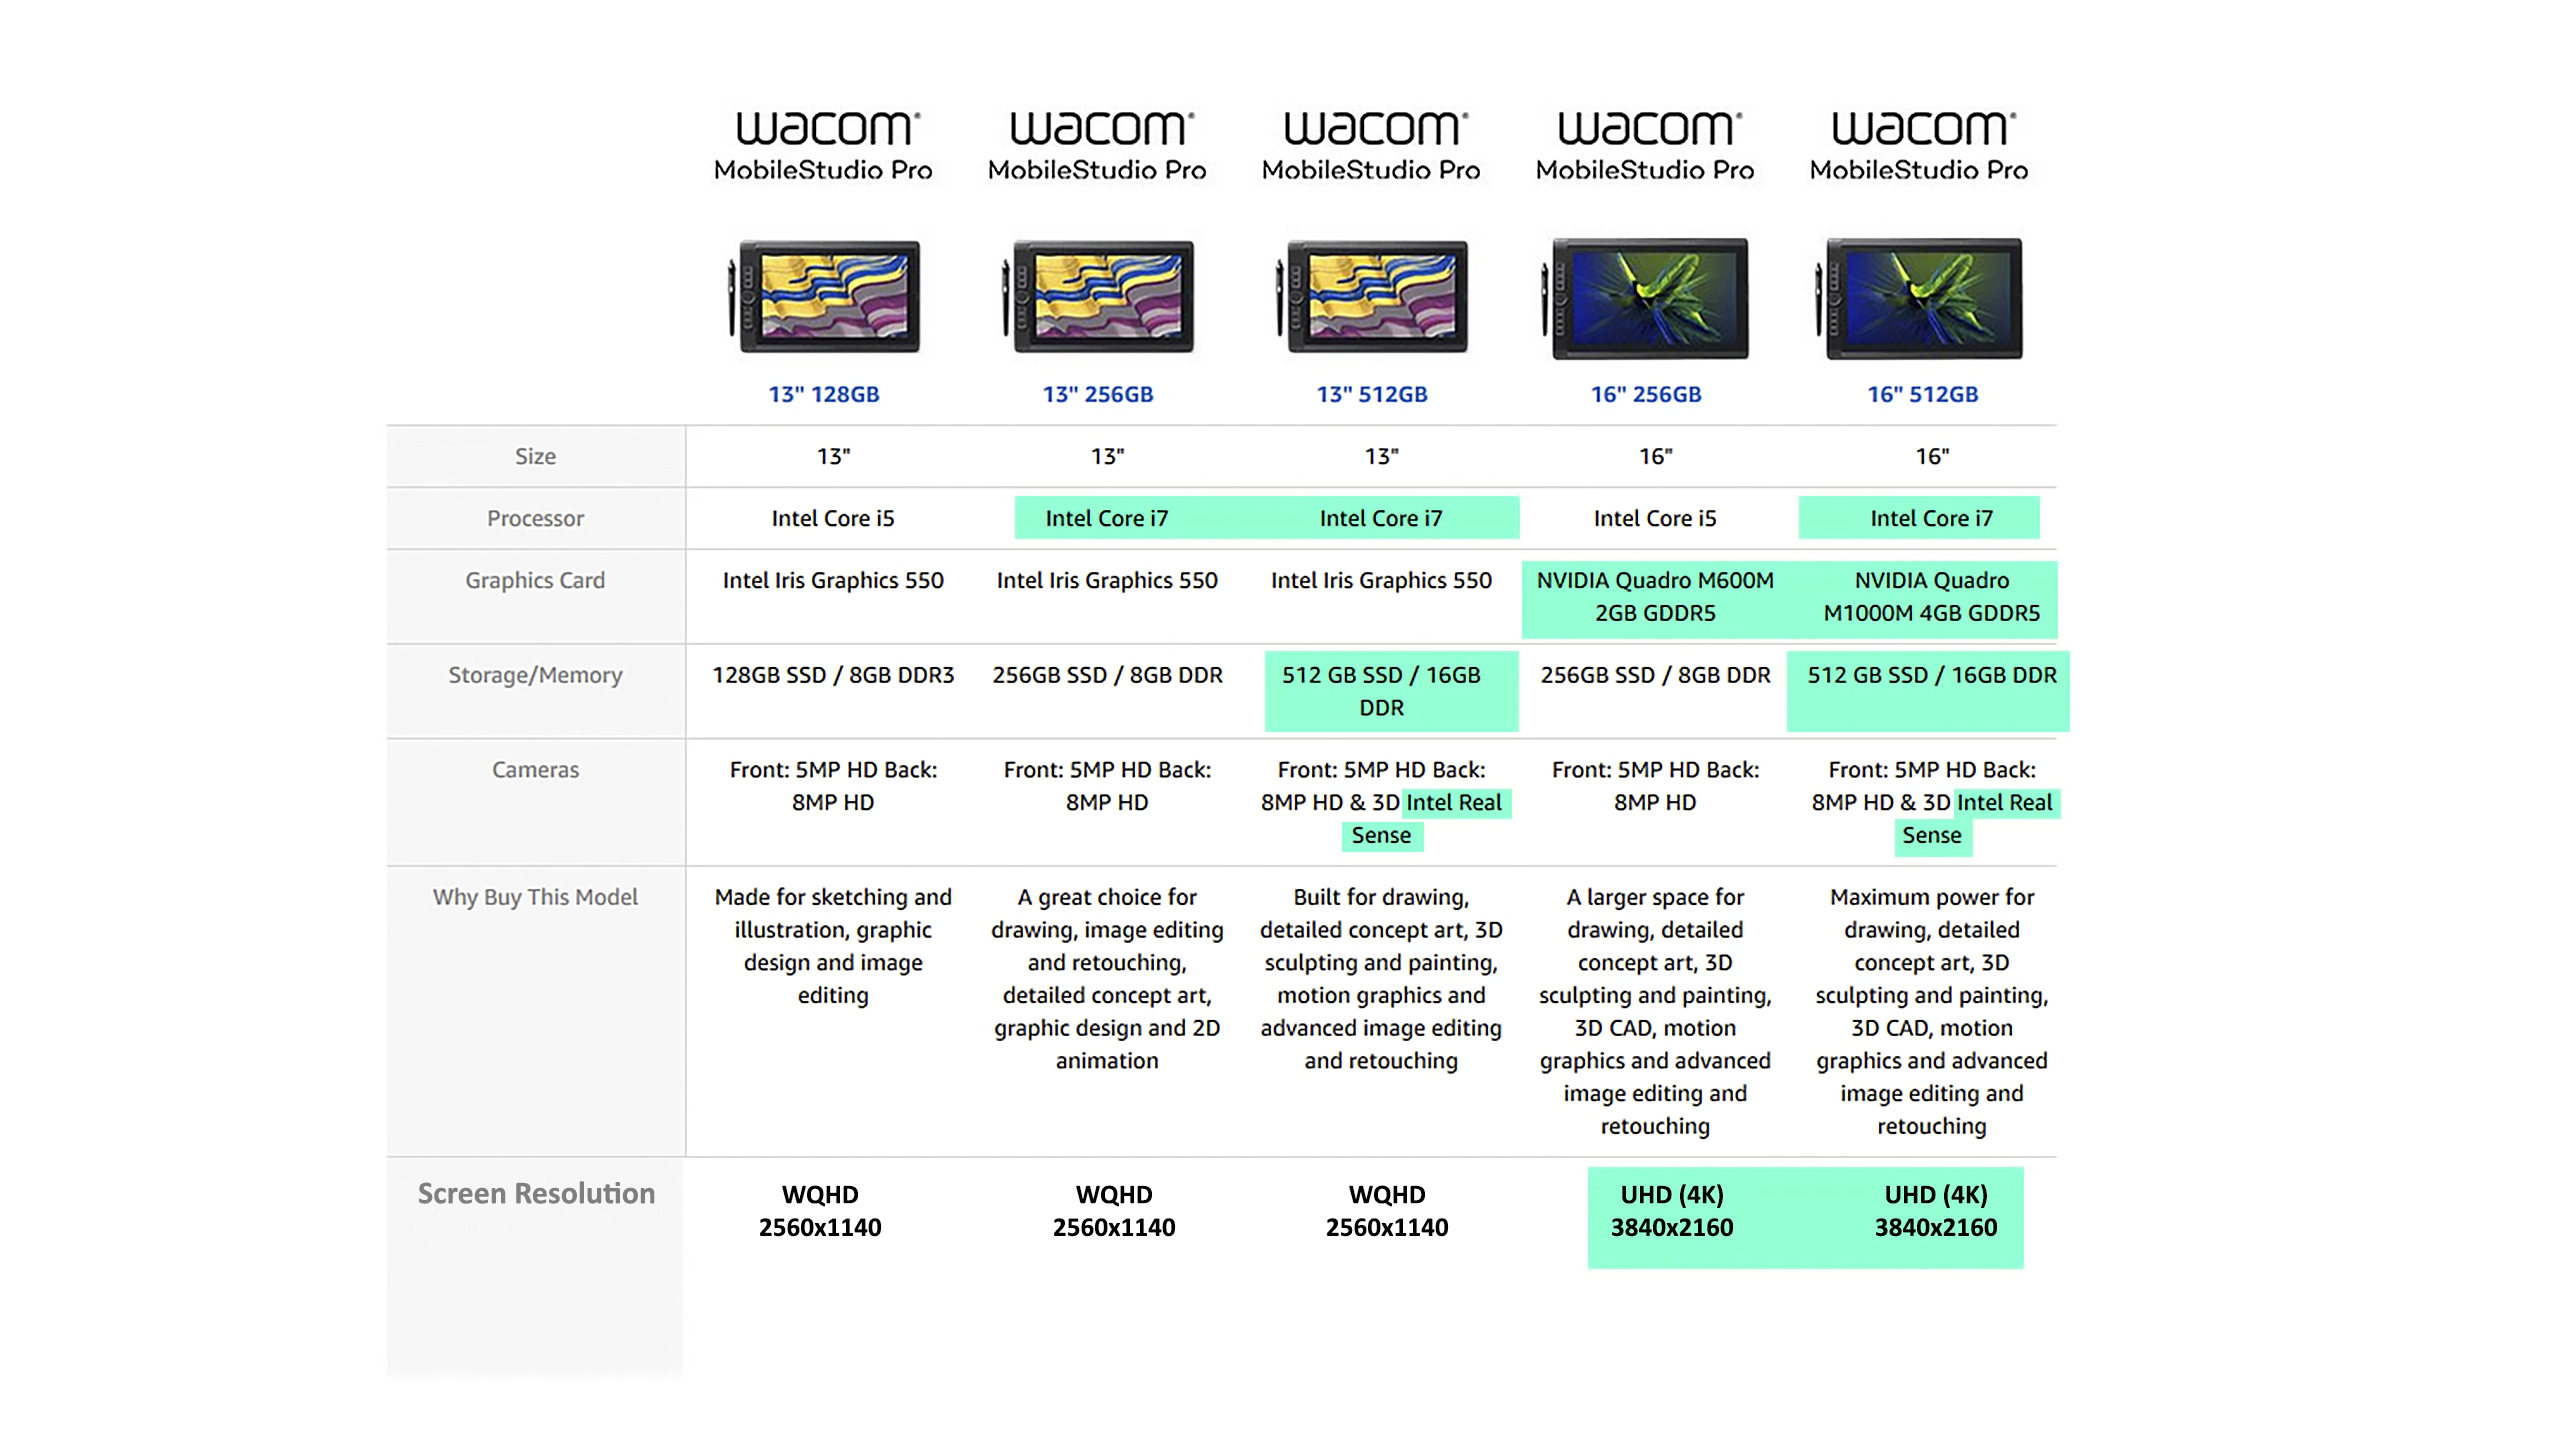 wacom
MobileStudio Pro
wacom
MobileStudio Pro
wacom
MobileStudio Pro
wacom
MobileStudio Pro
wacom
MobileStudio Pro
13" 128GB
13" 256GB
13" 512GB
16" 256GB
16" 512GB
Size
13"
13"
13"
16"
16"
Processor
Intel Core i5
Intel Core i7
Intel Core i7
Intel Core i5
Intel Core i7
Graphics Card
Intel Iris Graphics 550
Intel Iris Graphics 550
Intel Iris Graphics 550
NVIDIA Quadro M600M
2GB GDDR5
NVIDIA Quadro
M1000M 4GB GDDR5
Storage/Memory
128GB SSD / 8GB DDR3
256GB SSD / 8GB DDR
512 GB SSD / 16GB
DDR
256GB SSD / 8GB DDR
512 GB SSD / 16GB DDR
Cameras
Front: 5MP HD Back:
8MP HD
Front: 5MP HD Back:
8MP HD
Front: 5MP HD Back:
8MP HD & 3D Intel Real
Sense
Front: 5MP HD Back:
8MP HD
Front: 5MP HD Back:
8MP HD & 3D Intel Real
Sense
Why Buy This Model
Made for sketching and
illustration, graphic
design and image
editing
A great choice for
drawing, image editing
and retouching,
detailed concept art,
graphic design and 2D
animation
Built for drawing,
detailed concept art, 3D
sculpting and painting,
motion graphics and
advanced image editing
and retouching
A larger space for
drawing, detailed
concept art, 3D
sculpting and painting,
3D CAD, motion
graphics and advanced
image editing and
retouching
Maximum power for
drawing, detailed
concept art, 3D
sculpting and painting,
3D CAD, motion
graphics and advanced
image editing and
retouching
Screen Resolution
WQHD
2560x1140
WQHD
2560x1140
WQHD
2560x1140
UHD (4K)
3840x2160
UHD (4K)
3840x2160